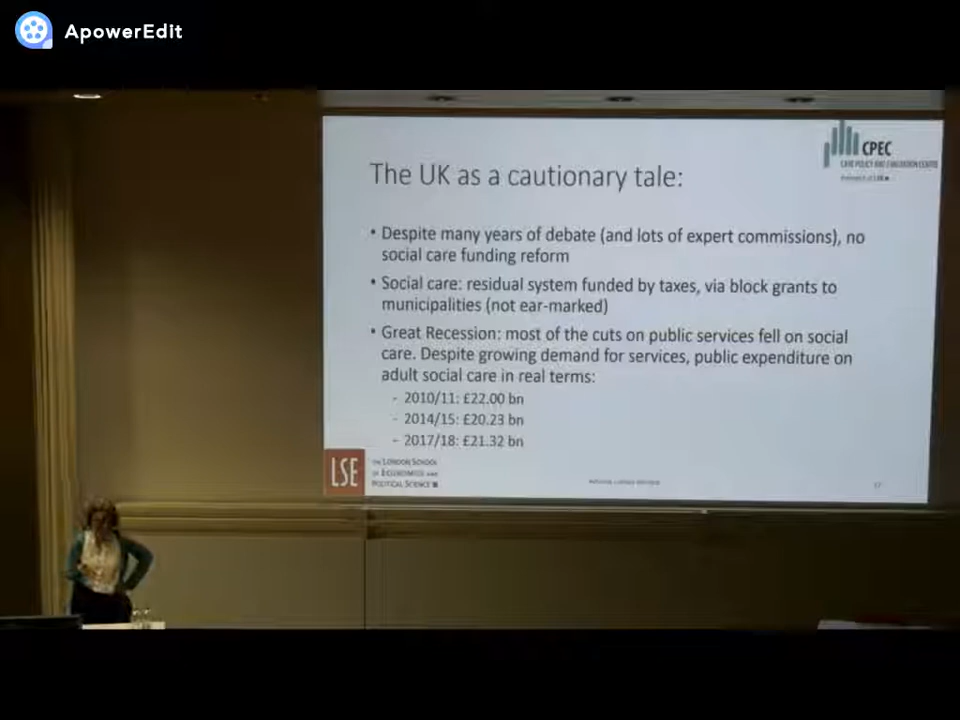 ApowerEdit
CPEC
CARE POLICY AND EVALUATION CENTRE
The UK as a cautionary tale:
• Despite many years of debate (and lots of expert commissions), no
social care funding reform
• Social care: residual system funded by taxes, via block grants to
municipalities (not ear-marked)
• Great Recession: most of the cuts on public services fell on social
care. Despite growing demand for services, public expenditure on
adult social care in real terms:
- 2010/11: £22.00 bn
- 2014/15: £20.23 bn
- 2017/18: £21.32 bn
LSE
THE LONDON SCHOOL
OF ECONOMICS AND
POLITICAL SCIENCE